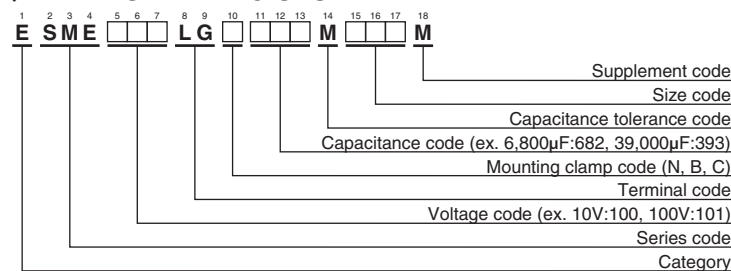 1 2 3 4 5 6 7 8 9 10 11 12 13 14 15 16 17 18
E SME □□□ LG □ □□□ M □□□ M
Supplement code
Size code
Capacitance tolerance code
Capacitance code (ex. 6,800µF:682, 39,000µF:393)
Mounting clamp code (N, B, C)
Terminal code
Voltage code (ex. 10V:100, 100V:101)
Series code
Category